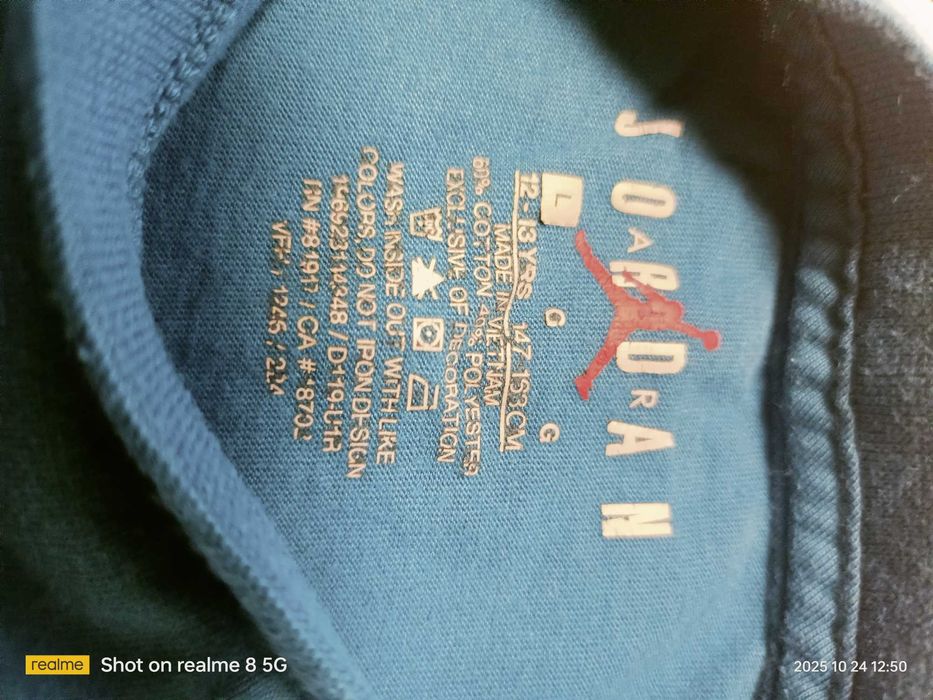 JORDAN
L G G
12-13 YRS 147-153CM
MADE IN VIETNAM
60% COTTON 40% POLYESTER
EXCLUSIVE OF DECORATION
WASH INSIDE OUT WITH LIKE
COLORS, DO NOT IRON DESIGN
RN #81917 / CA #
realme Shot on realme 8 5G
2025 10 24 12:50